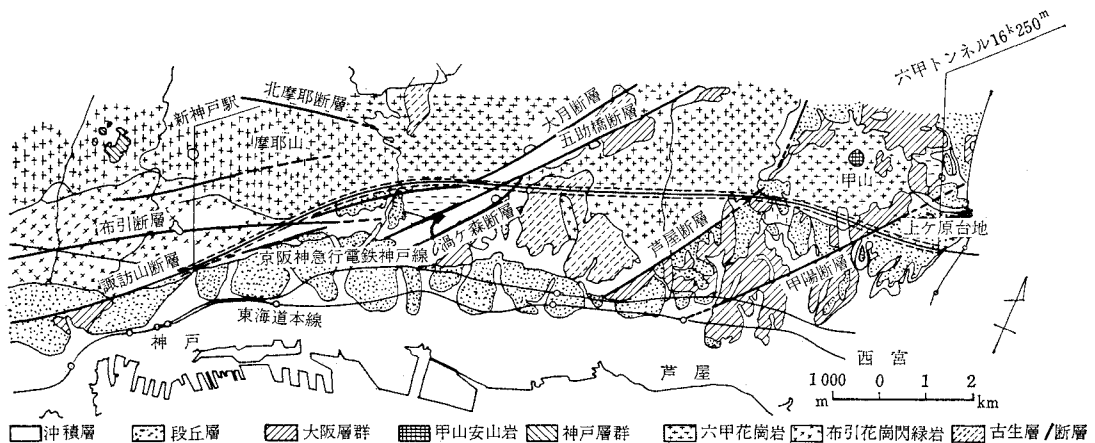 六甲トンネル16ᵏ250ᵐ
北摩耶断層
新神戸駅
大月断層
五助橋断層
摩耶山
甲山
布引断層
渦ヶ森断層
芦屋断層
上ケ原台地
諏訪山断層
京阪神急行電鉄神戸線
甲陽断層
東海道本線
神戸
西宮
芦屋
1000 0 1 2
m km
沖積層 段丘層 大阪層群 甲山安山岩 神戸層群 六甲花崗岩 布引花崗閃緑岩 古生層 断層